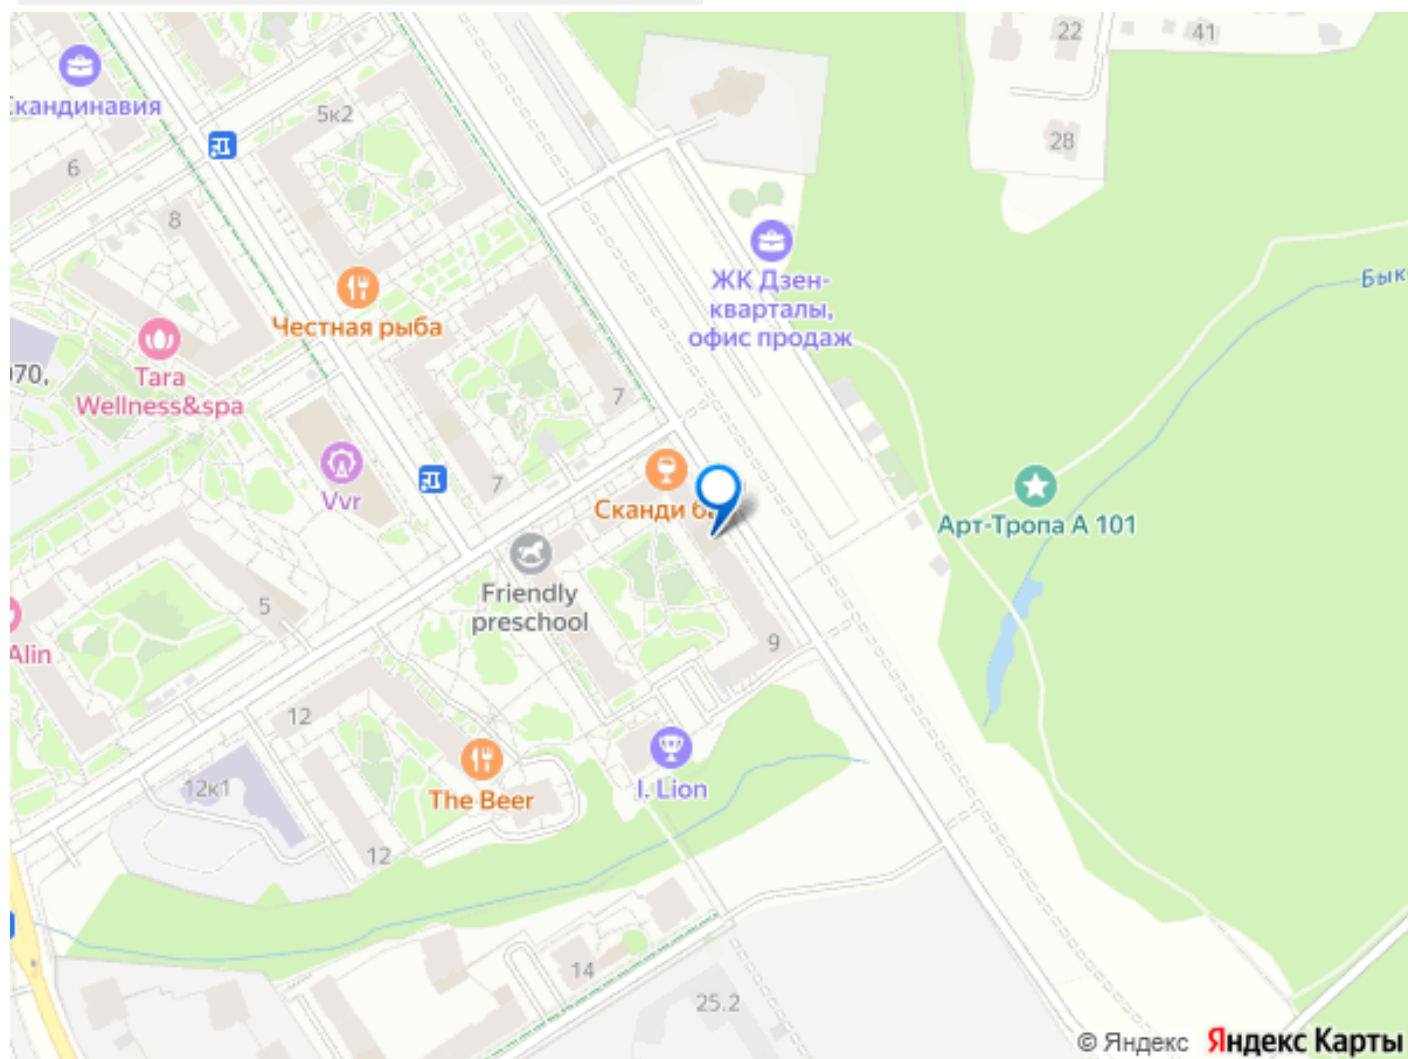 22
41
Скандинавия
5к2
28
6
8
Бык
ЖК Дзен-
кварталы,
офис продаж
Честная рыба
970,
Tara
Wellness&spa
7
Vvr
7
Сканди б
Арт-Тропа А 101
Friendly
preschool
5
Alin
9
12
12к1
The Beer
I. Lion
12
14
25.2
© Яндекс Яндекс Карты